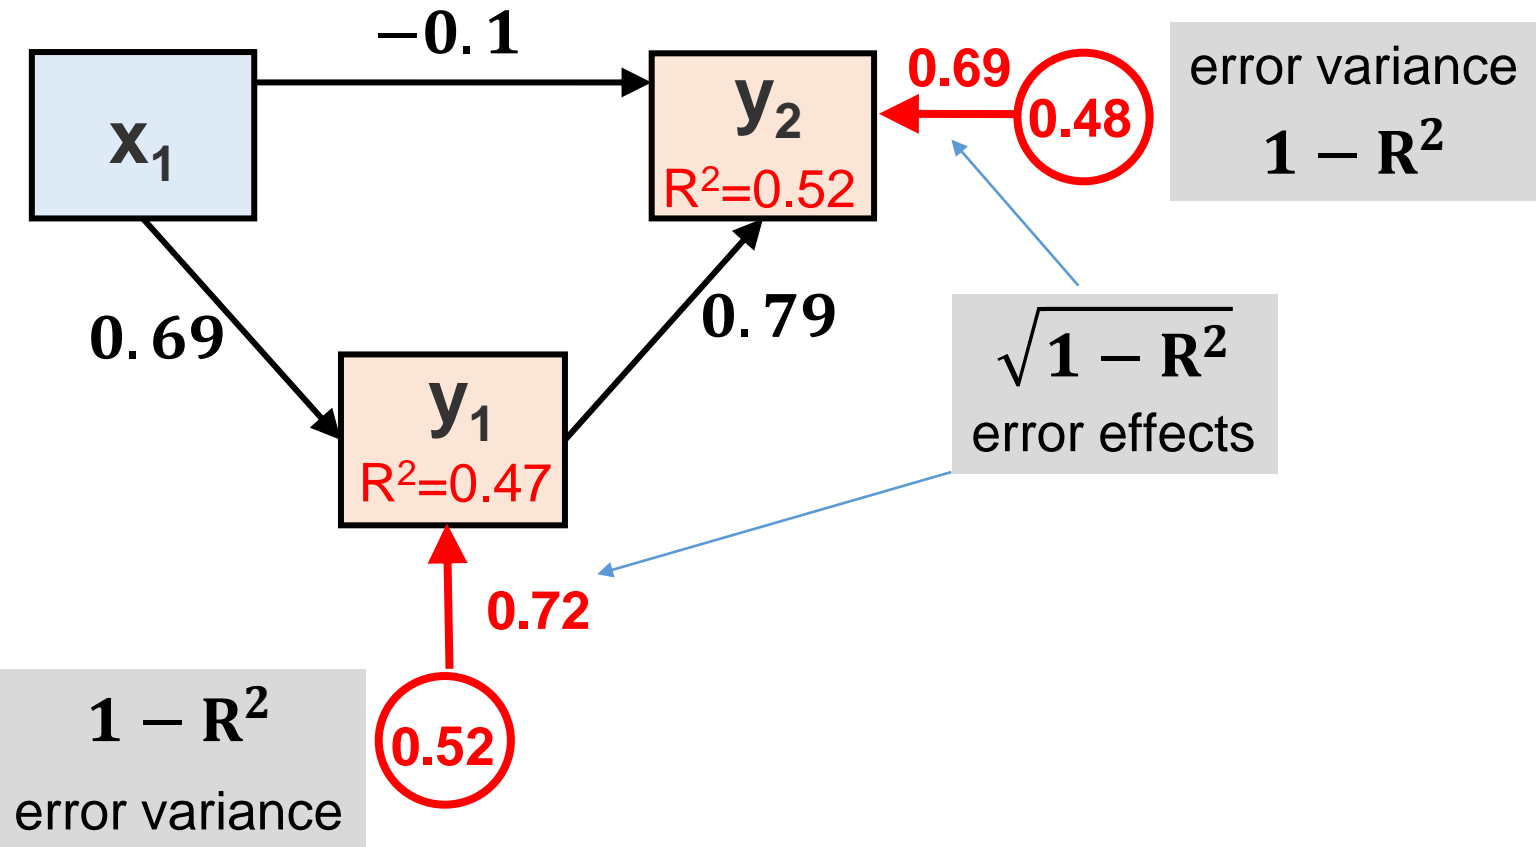 −0.1
x₁
y₂
R²=0.52
0.69
0.48
error variance
1 − R²
0.69
0.79
y₁
R²=0.47
√1 − R²
error effects
0.72
0.52
1 − R²
error variance